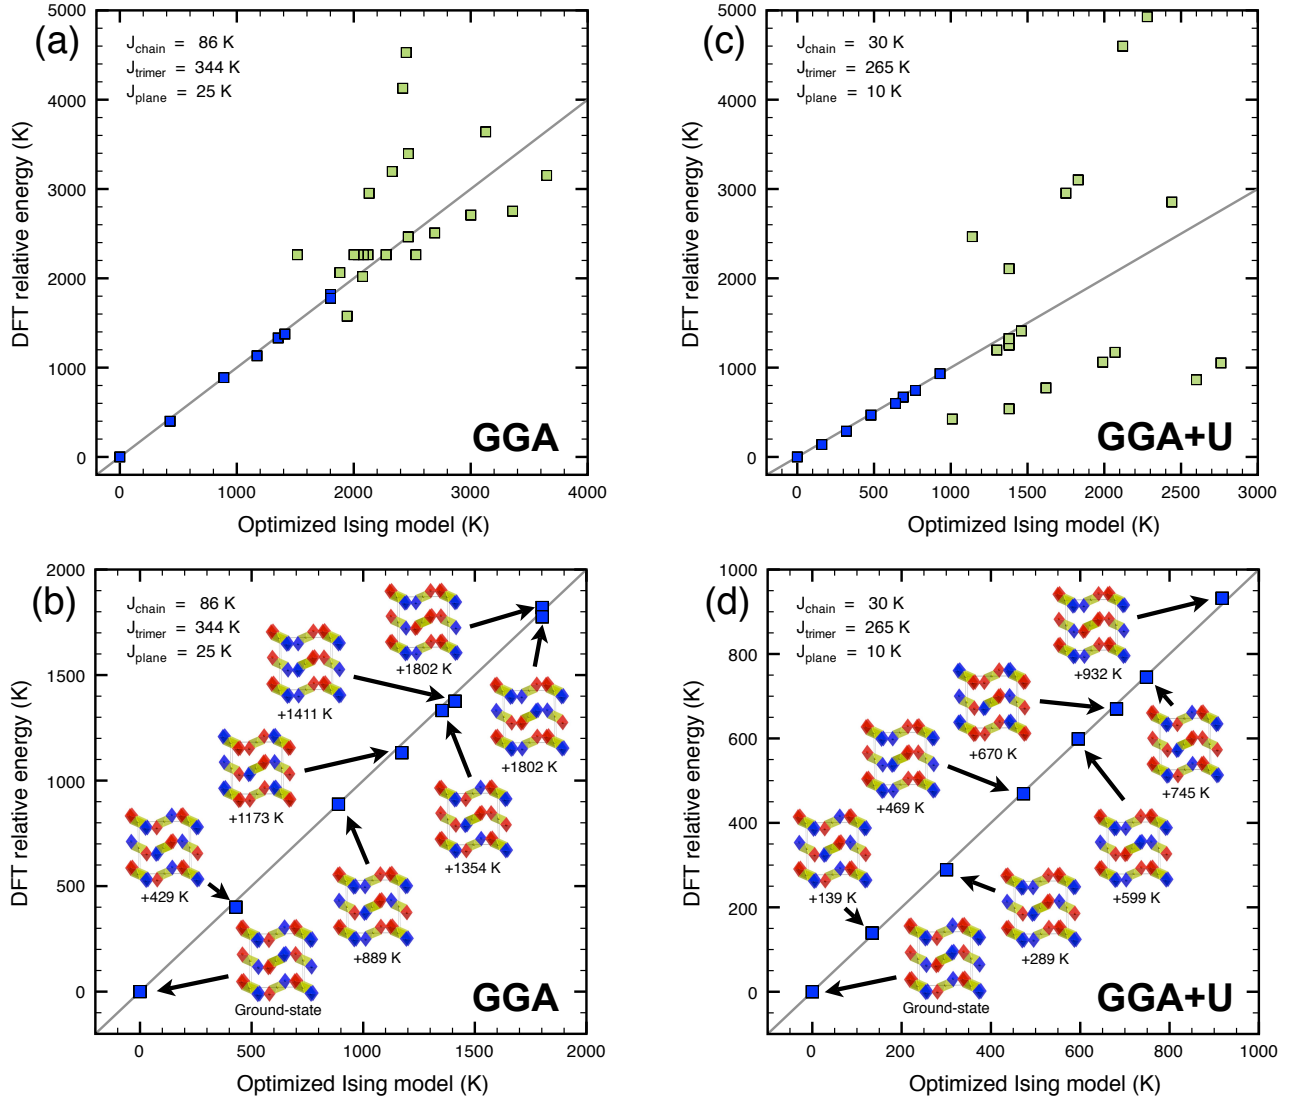 (a)
J_chain = 86 K
J_trimer = 344 K
J_plane = 25 K
5000
4000
3000
2000
1000
0
DFT relative energy (K)
GGA
0 1000 2000 3000 4000
Optimized Ising model (K)
(c)
J_chain = 30 K
J_trimer = 265 K
J_plane = 10 K
5000
4000
3000
2000
1000
0
DFT relative energy (K)
GGA+U
0 500 1000 1500 2000 2500 3000
Optimized Ising model (K)
(b)
J_chain = 86 K
J_trimer = 344 K
J_plane = 25 K
2000
1500
1000
500
0
DFT relative energy (K)
+1802 K
+1411 K
+1802 K
+1173 K
+1354 K
+429 K
+889 K
Ground-state
GGA
0 500 1000 1500 2000
Optimized Ising model (K)
(d)
J_chain = 30 K
J_trimer = 265 K
J_plane = 10 K
1000
800
600
400
200
0
DFT relative energy (K)
+932 K
+670 K
+745 K
+469 K
+599 K
+139 K
+289 K
Ground-state
GGA+U
0 200 400 600 800 1000
Optimized Ising model (K)